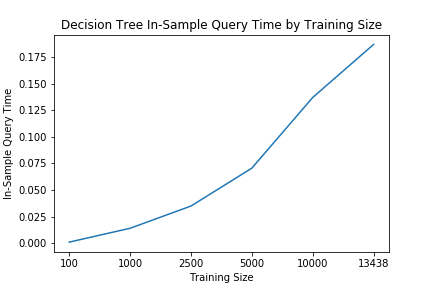 Decision Tree In-Sample Query Time by Training Size
In-Sample Query Time
0.175
0.150
0.125
0.100
0.075
0.050
0.025
0.000
100 1000 2500 5000 10000 13438
Training Size